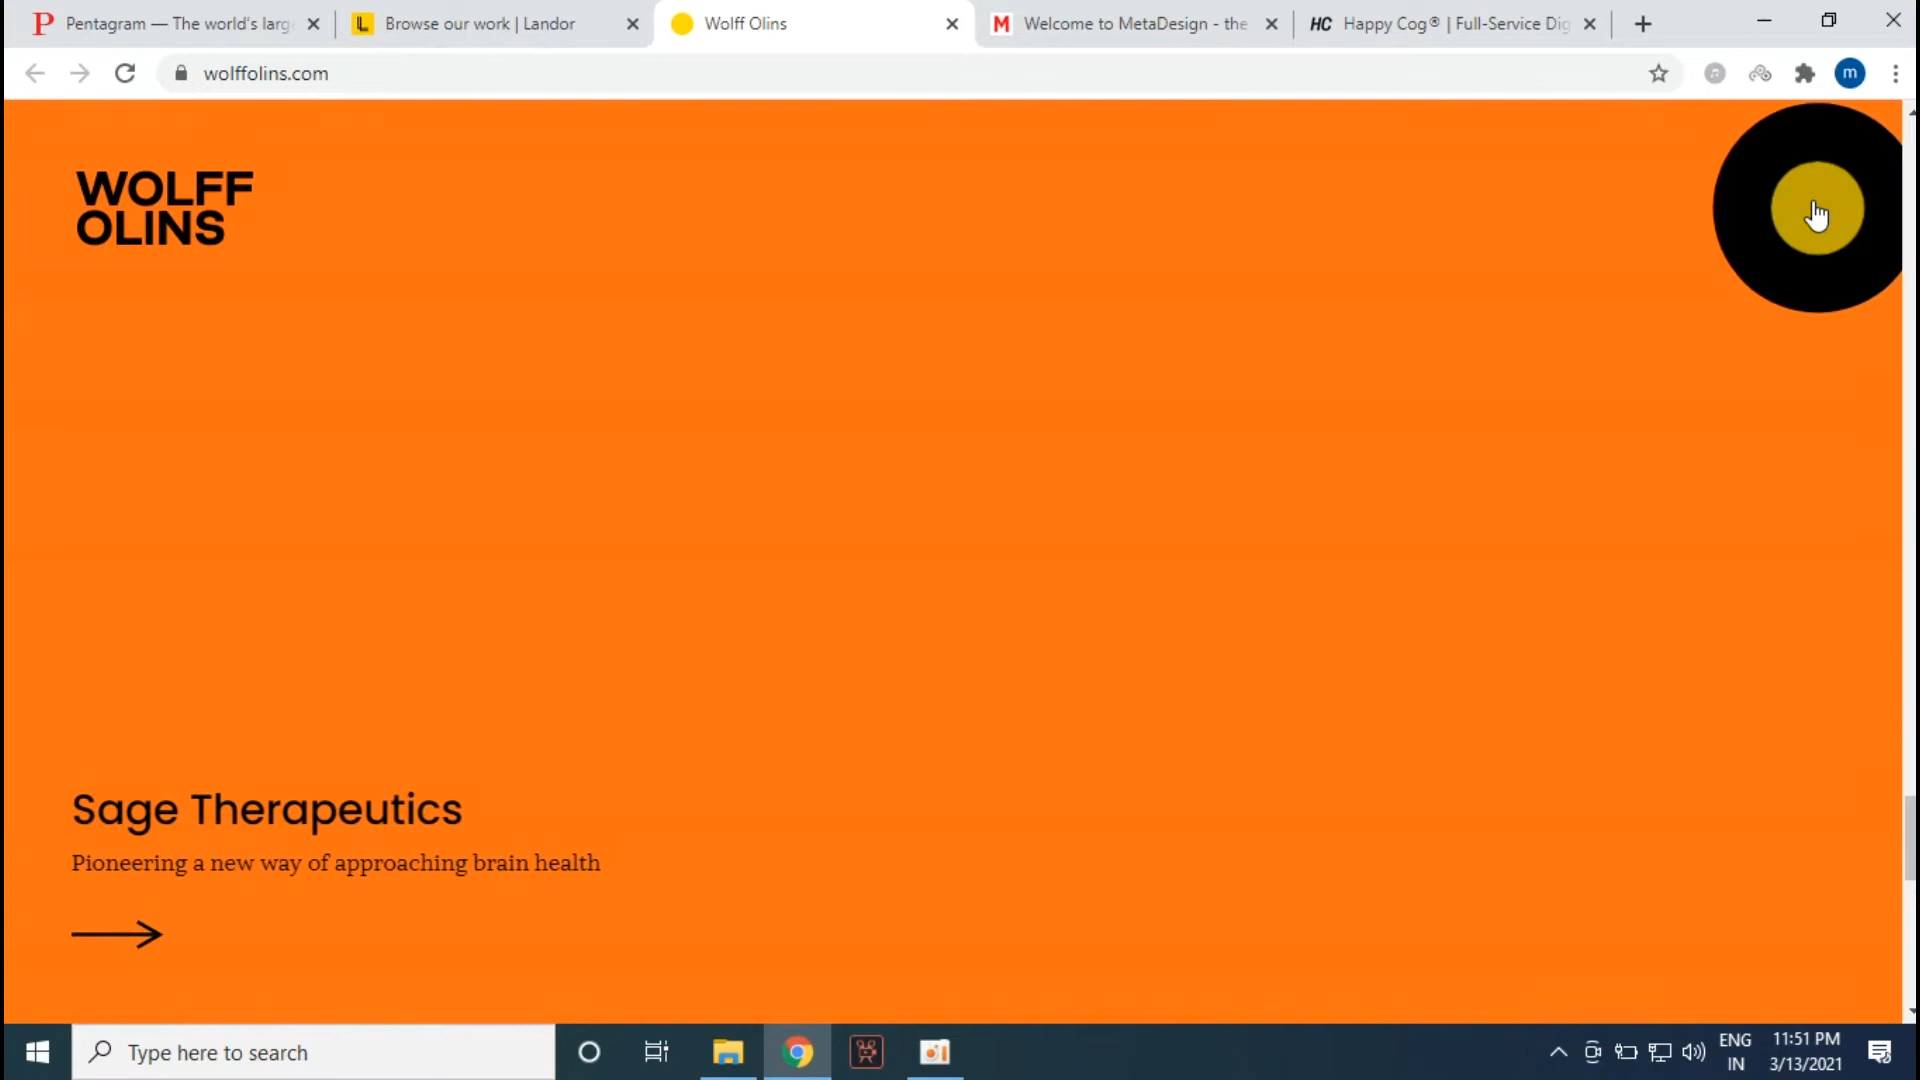 Pentagram — The world's larg
Browse our work | Landor
Wolff Olins
Welcome to MetaDesign - the
HC Happy Cog® | Full-Service Dig
wolffolins.com
m
WOLFF
OLINS
Sage Therapeutics
Pioneering a new way of approaching brain health
Type here to search
ENG
IN
11:51 PM
3/13/2021